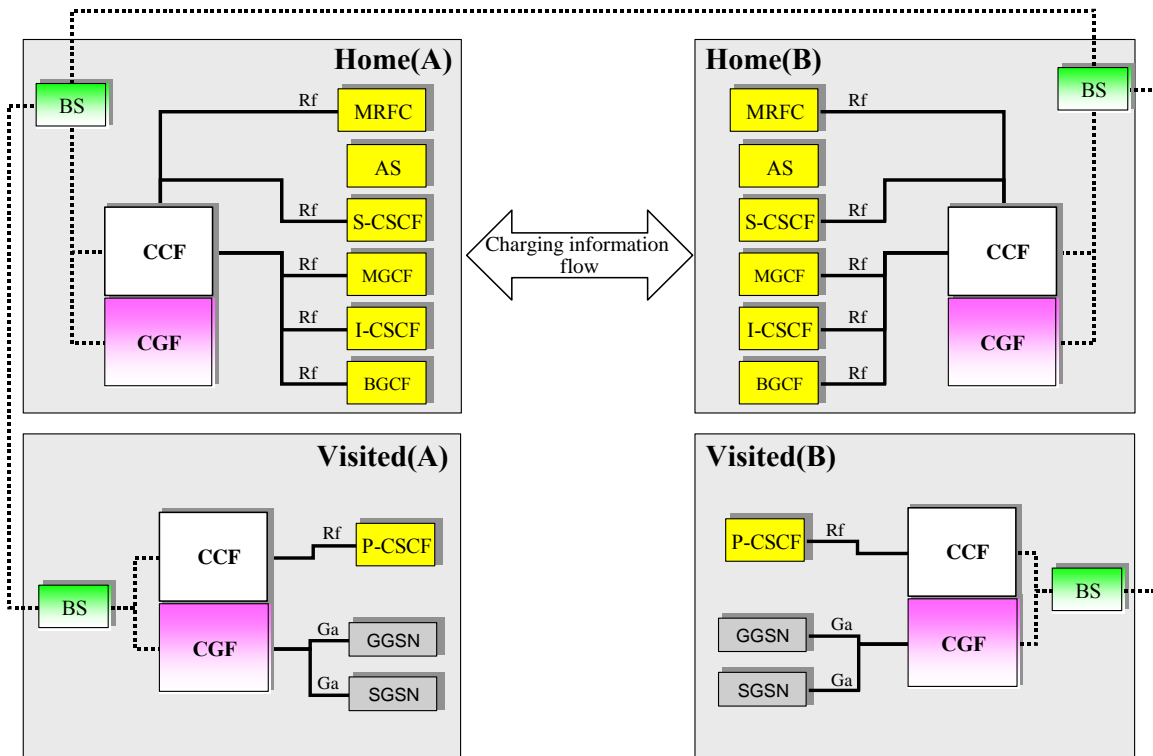 Home(A)
BS
Rf
MRFC
AS
Rf
S-CSCF
CCF
Rf
MGCF
CGF
Rf
I-CSCF
Rf
BGCF
Charging information
flow
Home(B)
BS
MRFC
Rf
AS
S-CSCF
Rf
CCF
MGCF
Rf
I-CSCF
Rf
CGF
BGCF
Rf
Visited(A)
CCF
Rf
P-CSCF
BS
CGF
Ga
GGSN
Ga
SGSN
Visited(B)
P-CSCF
Rf
CCF
BS
GGSN
Ga
CGF
SGSN
Ga